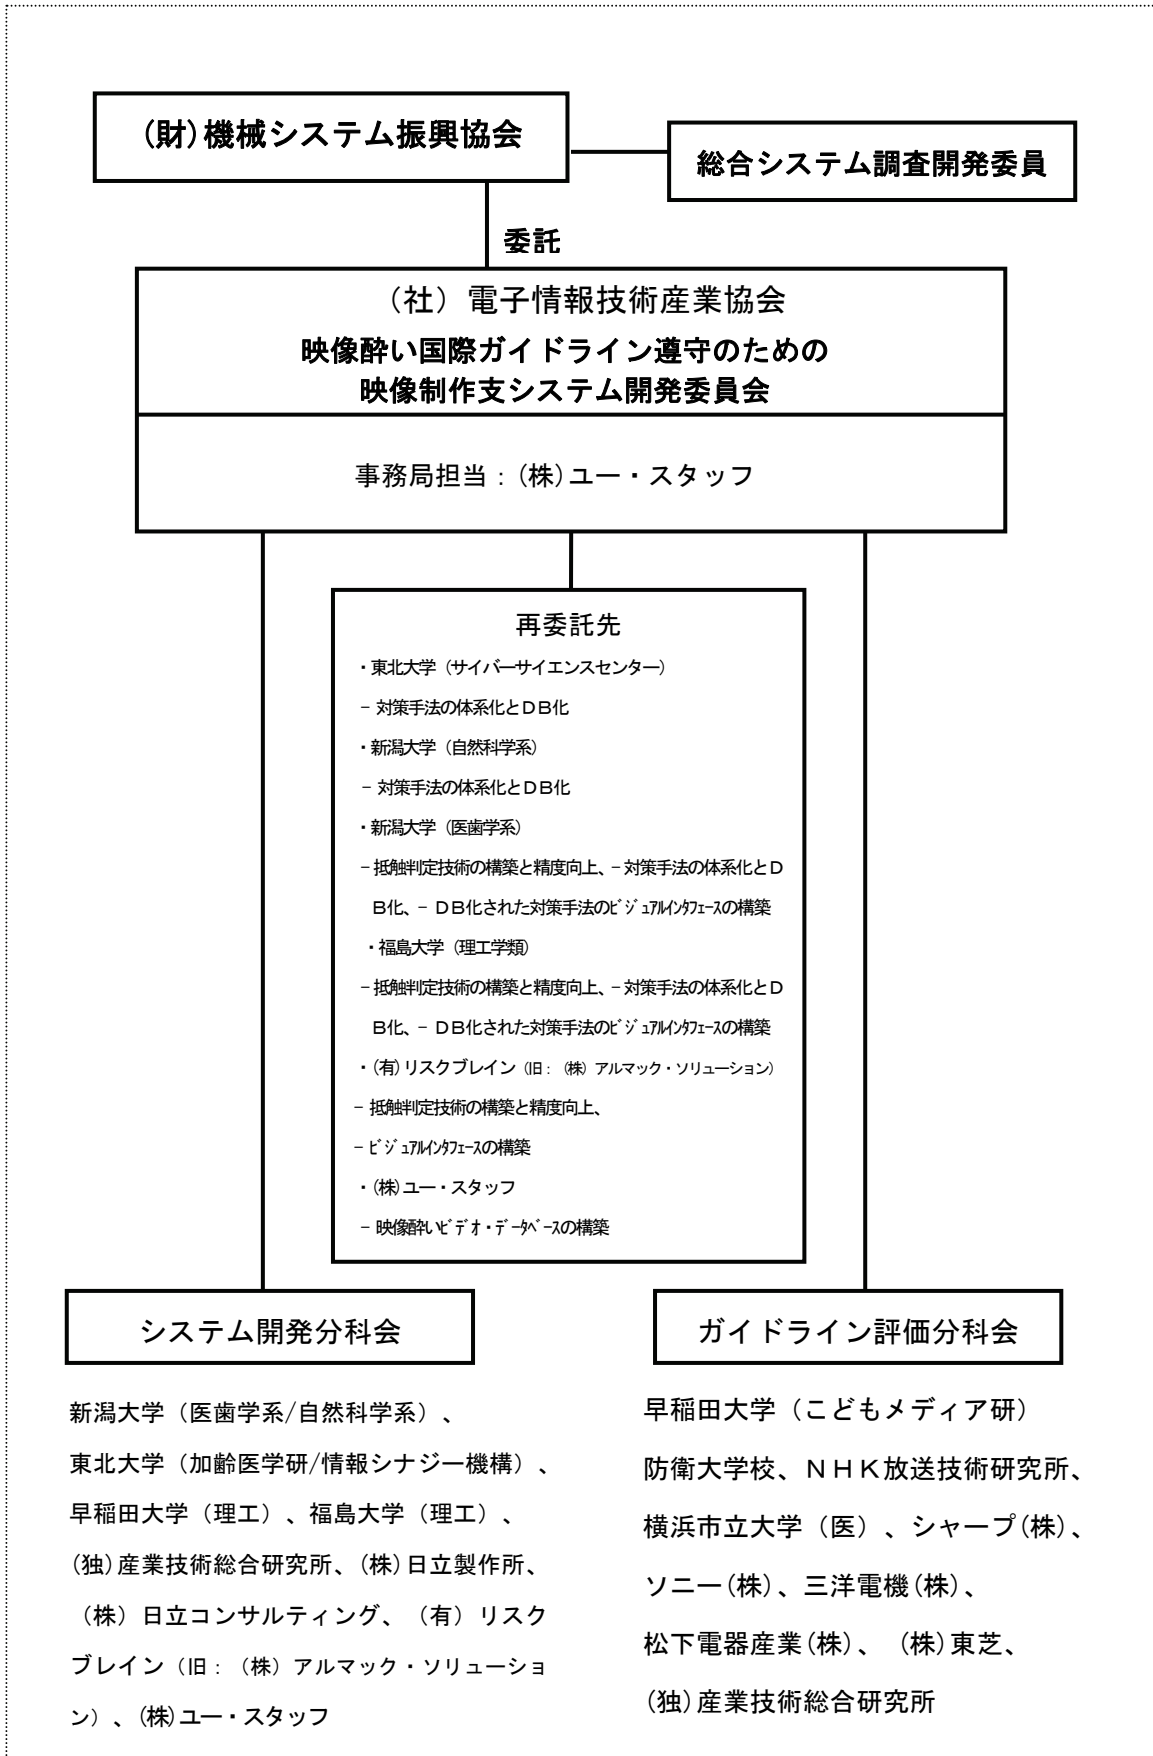 (財)機械システム振興協会
総合システム調査開発委員
委託
（社）電子情報技術産業協会
映像酔い国際ガイドライン遵守のための
映像制作支システム開発委員会
事務局担当：(株)ユー・スタッフ
再委託先
・東北大学（サイバーサイエンスセンター）
− 対策手法の体系化とＤＢ化
・新潟大学（自然科学系）
− 対策手法の体系化とＤＢ化
・新潟大学（医歯学系）
−抵触判定技術の構築と精度向上、−対策手法の体系化とＤ
Ｂ化、− ＤＢ化された対策手法のﾋﾞｼﾞｭｱﾙｲﾝﾀﾌｪｰｽの構築
・福島大学（理工学類）
−抵触判定技術の構築と精度向上、−対策手法の体系化とＤ
Ｂ化、− ＤＢ化された対策手法のﾋﾞｼﾞｭｱﾙｲﾝﾀﾌｪｰｽの構築
・(有)リスクブレイン（旧：（株）アルマック・ソリューション）
− 抵触判定技術の構築と精度向上、
−ﾋﾞｼﾞｭｱﾙｲﾝﾀﾌｪｰｽの構築
・(株)ユー・スタッフ
− 映像酔いﾋﾞﾃﾞｵ・ﾃﾞｰﾀﾍﾞｰｽの構築
システム開発分科会
新潟大学（医歯学系/自然科学系）、
東北大学（加齢医学研/情報シナジー機構）、
早稲田大学（理工）、福島大学（理工）、
(独)産業技術総合研究所、(株)日立製作所、
（株）日立コンサルティング、（有）リスク
ブレイン（旧：（株）アルマック・ソリューショ
ン）、(株)ユー・スタッフ
ガイドライン評価分科会
早稲田大学（こどもメディア研）
防衛大学校、ＮＨＫ放送技術研究所、
横浜市立大学（医）、シャープ(株)、
ソニー(株)、三洋電機(株)、
松下電器産業(株)、（株)東芝、
(独)産業技術総合研究所